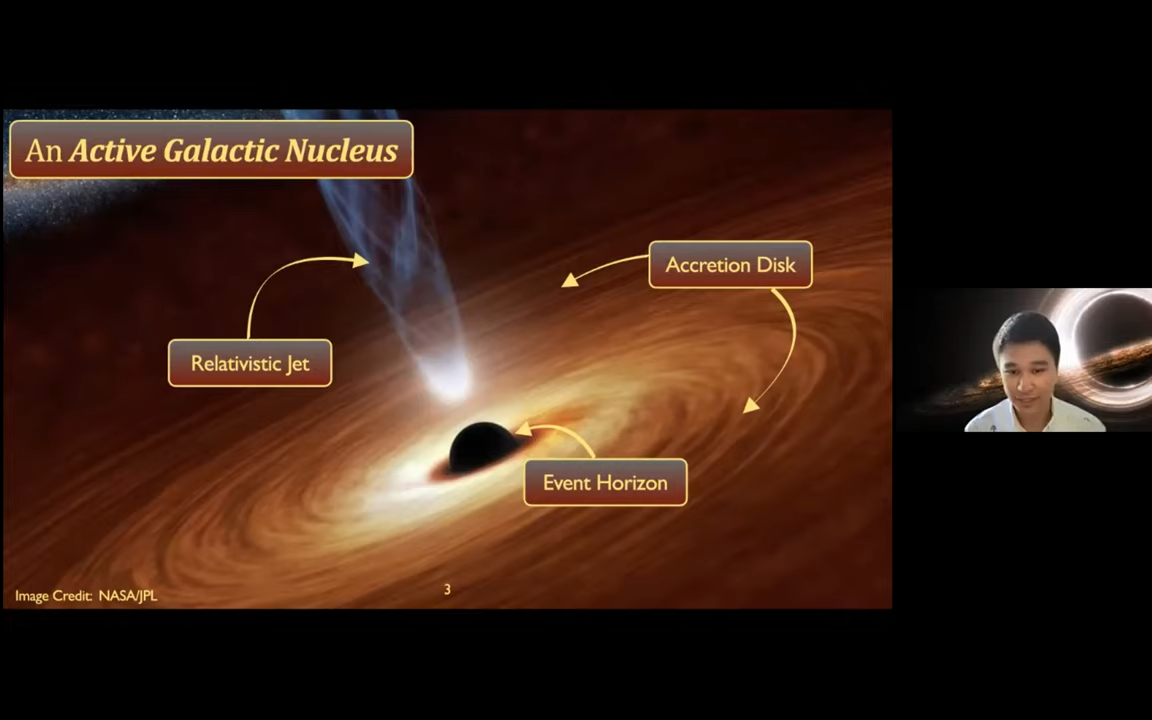 An Active Galactic Nucleus
Accretion Disk
Relativistic Jet
Event Horizon
Image Credit: NASA/JPL
3